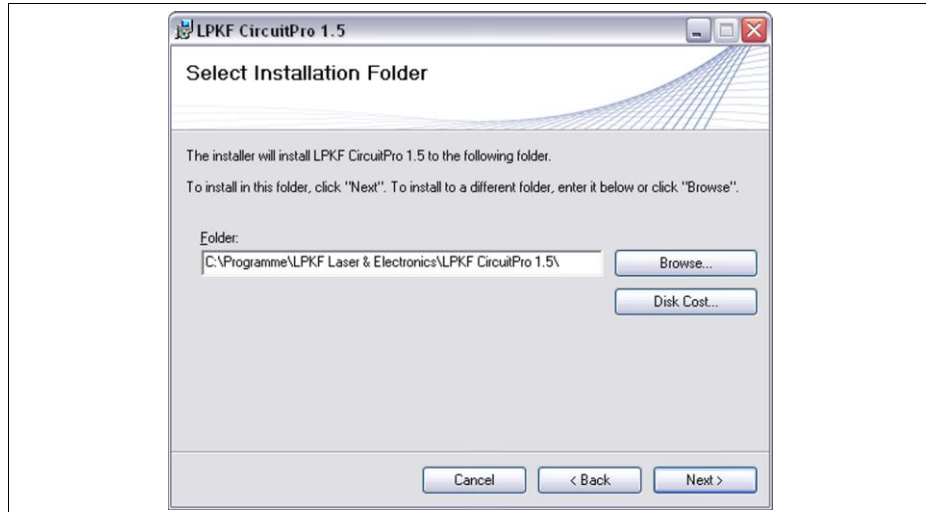 LPKF CircuitPro 1.5
Select Installation Folder
The installer will install LPKF CircuitPro 1.5 to the following folder.
To install in this folder, click "Next". To install to a different folder, enter it below or click "Browse".
Folder:
C:\Programme\LPKF Laser & Electronics\LPKF CircuitPro 1.5\
Browse...
Disk Cost...
Cancel
< Back
Next >